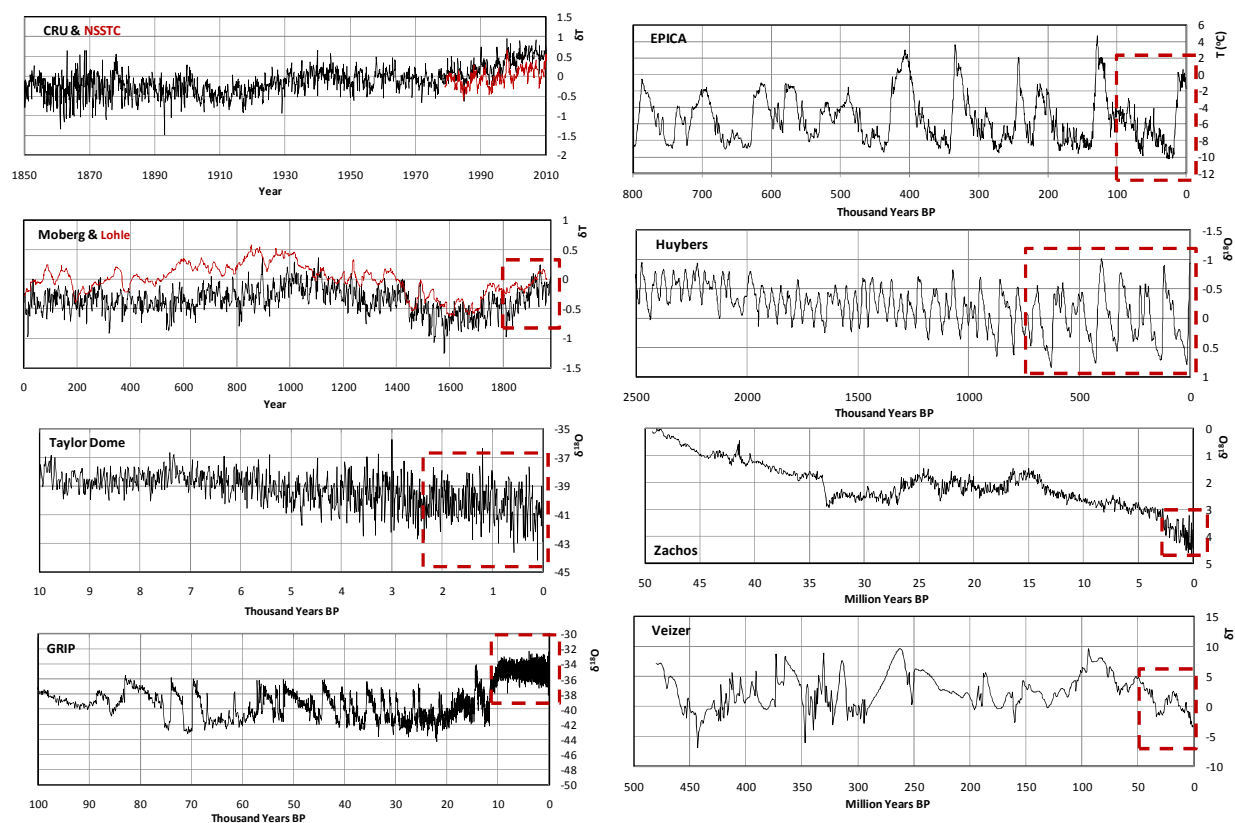 CRU & NSSTC
1.5
1
0.5
0
-0.5
-1
-1.5
-2
δT
1850 1870 1890 1910 1930 1950 1970 1990 2010
Year
Moberg & Lohle
1
0.5
0
-0.5
-1
-1.5
δT
0 200 400 600 800 1000 1200 1400 1600 1800
Year
Taylor Dome
-35
-37
-39
-41
-43
-45
δ¹⁸O
10 9 8 7 6 5 4 3 2 1 0
Thousand Years BP
GRIP
-30
-32
-34
-36
-38
-40
-42
-44
-46
-48
-50
δ¹⁸O
100 90 80 70 60 50 40 30 20 10 0
Thousand Years BP
EPICA
6
4
2
0
-2
-4
-6
-8
-10
-12
T (°C)
800 700 600 500 400 300 200 100 0
Thousand Years BP
Huybers
-1.5
-1
-0.5
0
0.5
1
δ¹⁸O
2500 2000 1500 1000 500 0
Thousand Years BP
Zachos
0
1
2
3
4
5
δ¹⁸O
50 45 40 35 30 25 20 15 10 5 0
Million Years BP
Veizer
15
10
5
0
-5
-10
δT
500 450 400 350 300 250 200 150 100 50 0
Million Years BP